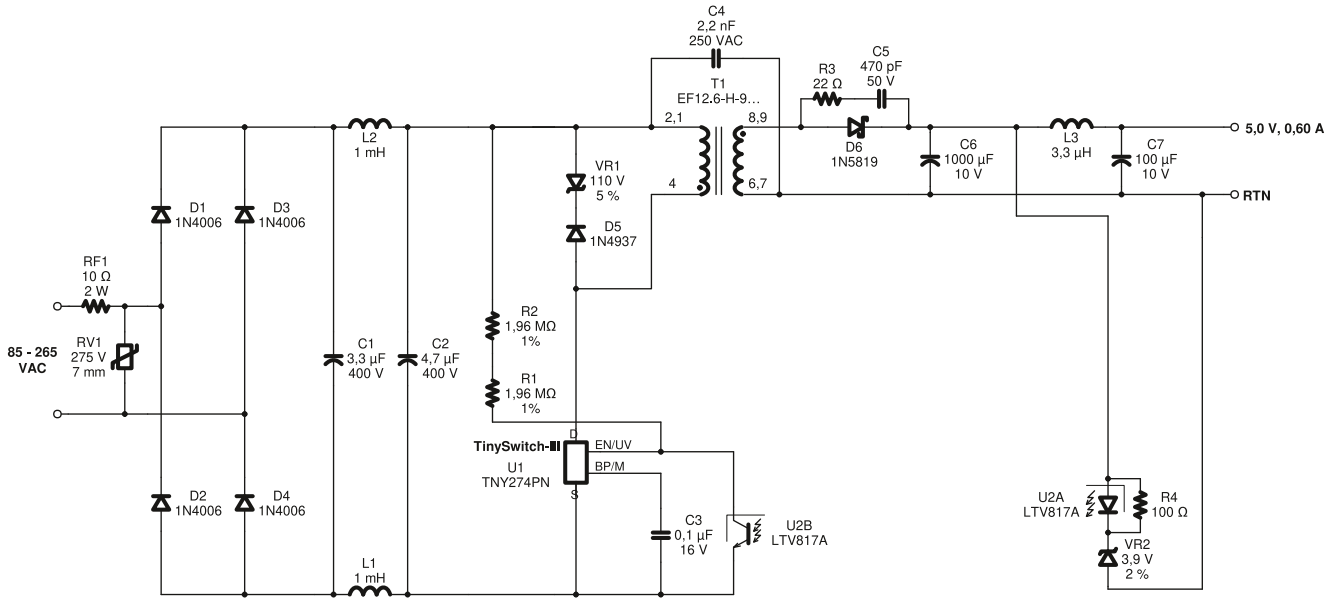 C4
2,2 nF
250 VAC
T1
EF12.6-H-9...
2,1
8,9
4
6,7
R3
22 Ω
C5
470 pF
50 V
D6
1N5819
C6
1000 µF
10 V
L3
3,3 µH
C7
100 µF
10 V
5,0 V, 0,60 A
RTN
L2
1 mH
VR1
110 V
5 %
D5
1N4937
D1
1N4006
D3
1N4006
RF1
10 Ω
2 W
85 - 265
VAC
RV1
275 V
7 mm
C1
3,3 µF
400 V
C2
4,7 µF
400 V
R2
1,96 MΩ
1%
R1
1,96 MΩ
1%
TinySwitch-III
U1
TNY274PN
D
EN/UV
BP/M
S
D2
1N4006
D4
1N4006
C3
0,1 µF
16 V
U2B
LTV817A
U2A
LTV817A
R4
100 Ω
VR2
3,9 V
2 %
L1
1 mH